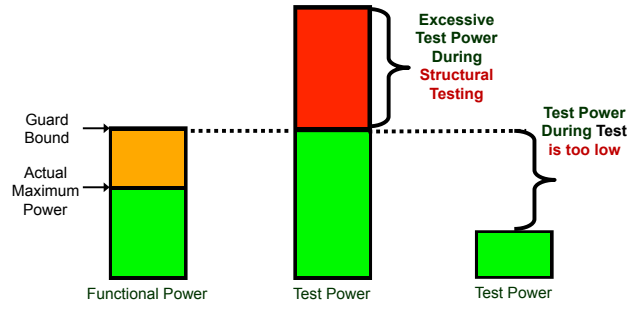 Excessive
Test Power
During
Structural
Testing
Guard
Bound
Test Power
During Test
is too low
Actual
Maximum
Power
Functional Power
Test Power
Test Power